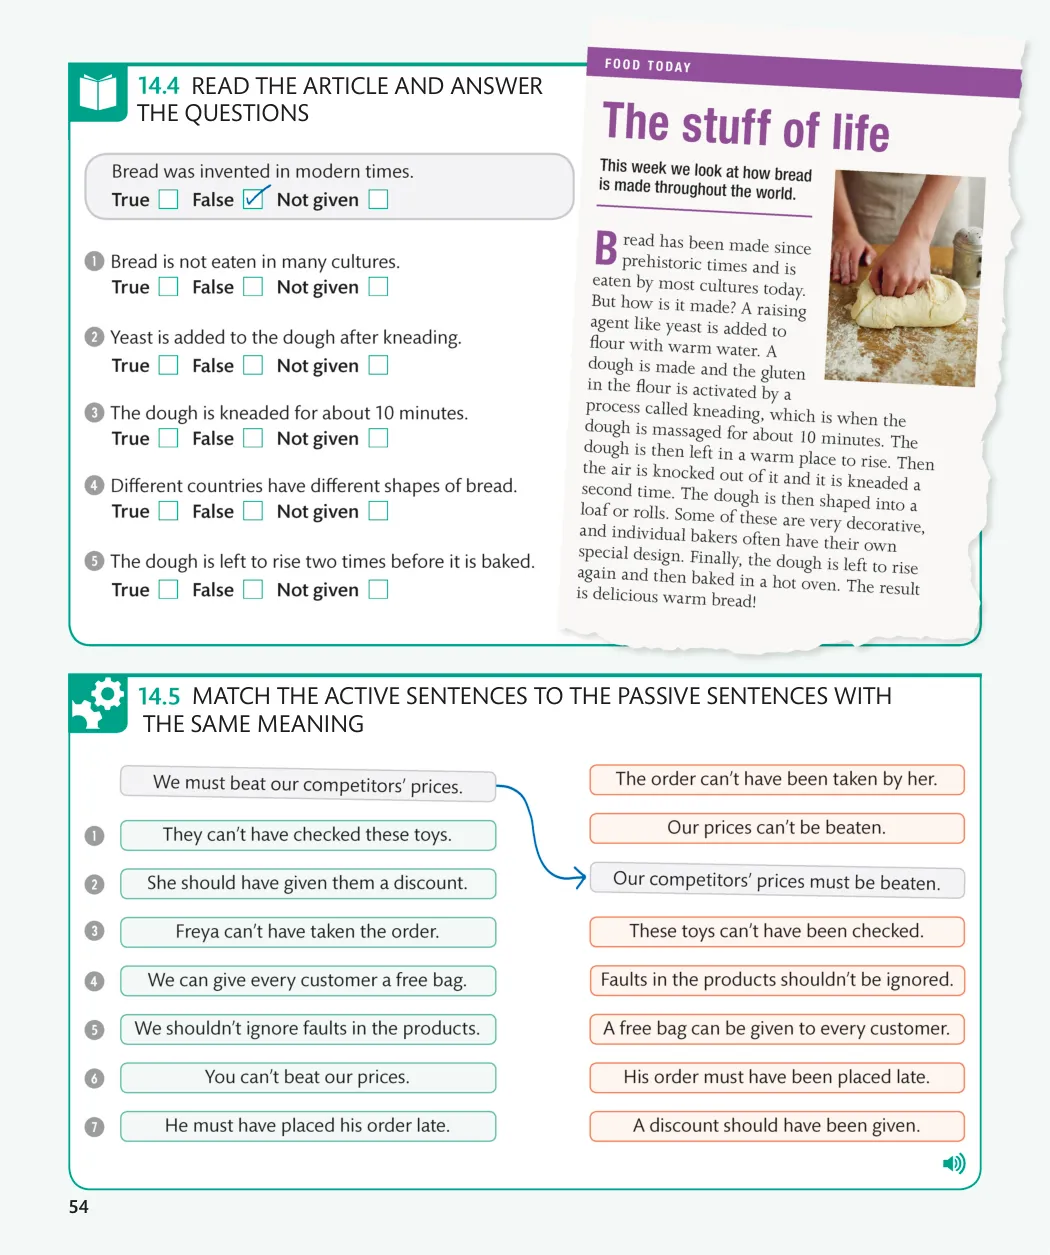 14.4 READ THE ARTICLE AND ANSWER
THE QUESTIONS
Bread was invented in modern times.
True False Not given
1 Bread is not eaten in many cultures.
True False Not given
2 Yeast is added to the dough after kneading.
True False Not given
3 The dough is kneaded for about 10 minutes.
True False Not given
4 Different countries have different shapes of bread.
True False Not given
5 The dough is left to rise two times before it is baked.
True False Not given
FOOD TODAY
The stuff of life
This week we look at how bread
is made throughout the world.
Bread has been made since
prehistoric times and is
eaten by most cultures today.
But how is it made? A raising
agent like yeast is added to
flour with warm water. A
dough is made and the gluten
in the flour is activated by a
process called kneading, which is when the
dough is massaged for about 10 minutes. The
dough is then left in a warm place to rise. Then
the air is knocked out of it and it is kneaded a
second time. The dough is then shaped into a
loaf or rolls. Some of these are very decorative,
and individual bakers often have their own
special design. Finally, the dough is left to rise
again and then baked in a hot oven. The result
is delicious warm bread!
14.5 MATCH THE ACTIVE SENTENCES TO THE PASSIVE SENTENCES WITH
THE SAME MEANING
We must beat our competitors' prices.
1 They can't have checked these toys.
2 She should have given them a discount.
3 Freya can't have taken the order.
4 We can give every customer a free bag.
5 We shouldn't ignore faults in the products.
6 You can't beat our prices.
7 He must have placed his order late.
The order can't have been taken by her.
Our prices can't be beaten.
Our competitors' prices must be beaten.
These toys can't have been checked.
Faults in the products shouldn't be ignored.
A free bag can be given to every customer.
His order must have been placed late.
A discount should have been given.
54